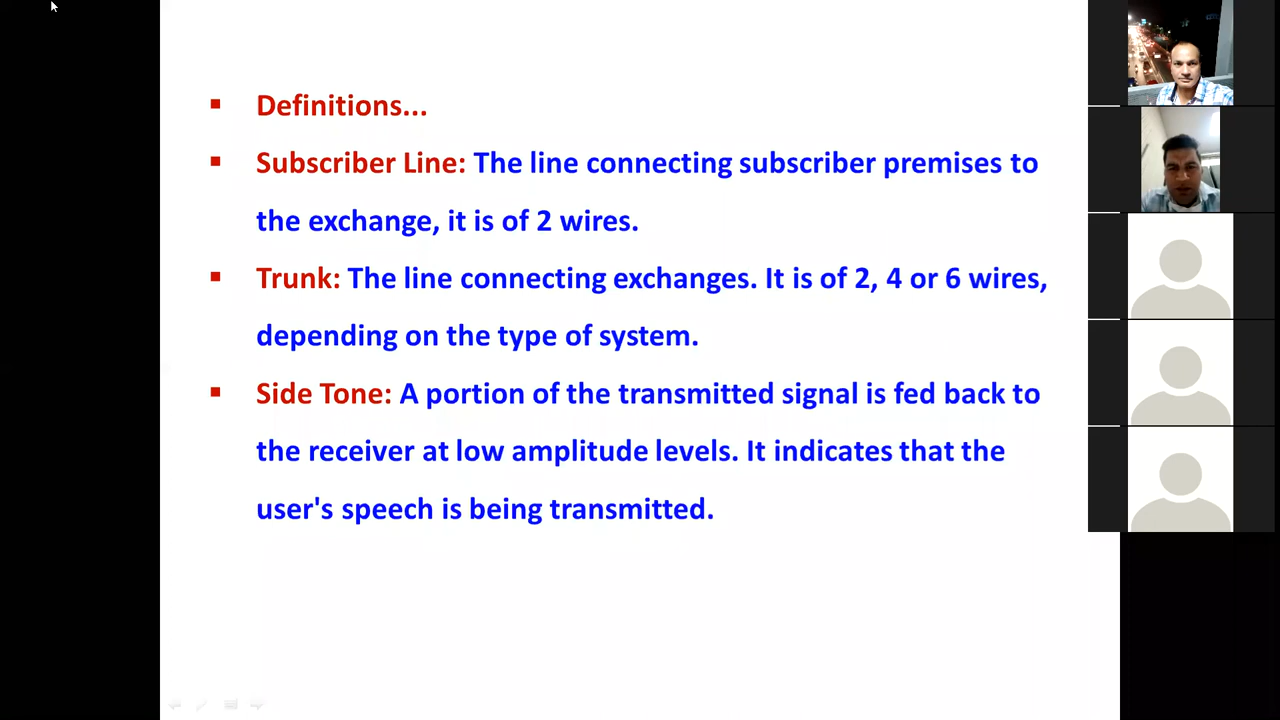 Definitions...
Subscriber Line: The line connecting subscriber premises to
the exchange, it is of 2 wires.
Trunk: The line connecting exchanges. It is of 2, 4 or 6 wires,
depending on the type of system.
Side Tone: A portion of the transmitted signal is fed back to
the receiver at low amplitude levels. It indicates that the
user's speech is being transmitted.